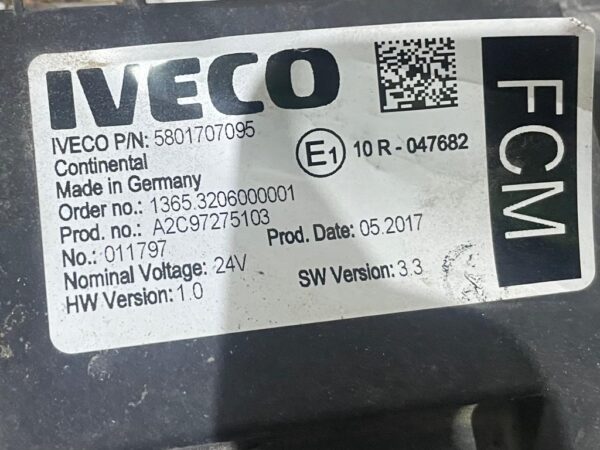 IVECO
IVECO P/N: 5801707095
Continental
Made in Germany
E1 10 R - 047682
Order no.: 1365.3206000001
Prod. no.: A2C97275103
Prod. Date: 05.2017
No.: 011797
Nominal Voltage: 24V
SW Version: 3.3
HW Version: 1.0
FCM